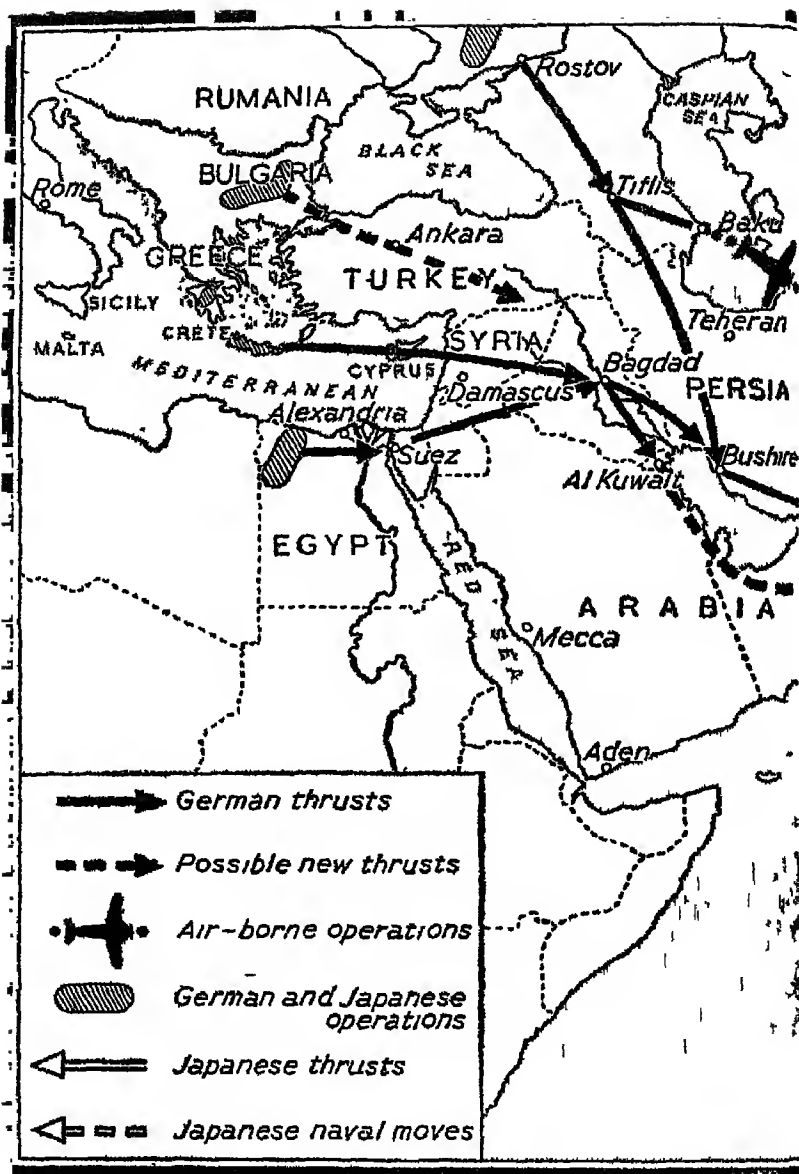 Rostov
RUMANIA
CASPIAN
SEA
BLACK
SEA
BULGARIA
Rome
Tiflis
Baku
Ankara
GREECE
TURKEY
SICILY
CRETE
Teheran
MALTA
SYRIA
CYPRUS
Bagdad
MEDITERRANEAN
Damascus
PERSIA
Alexandria
Suez
Al Kuwait
Bushire
EGYPT
RED SEA
ARABIA
Mecca
Aden
German thrusts
Possible new thrusts
Air-borne operations
German and Japanese
operations
Japanese thrusts
Japanese naval moves